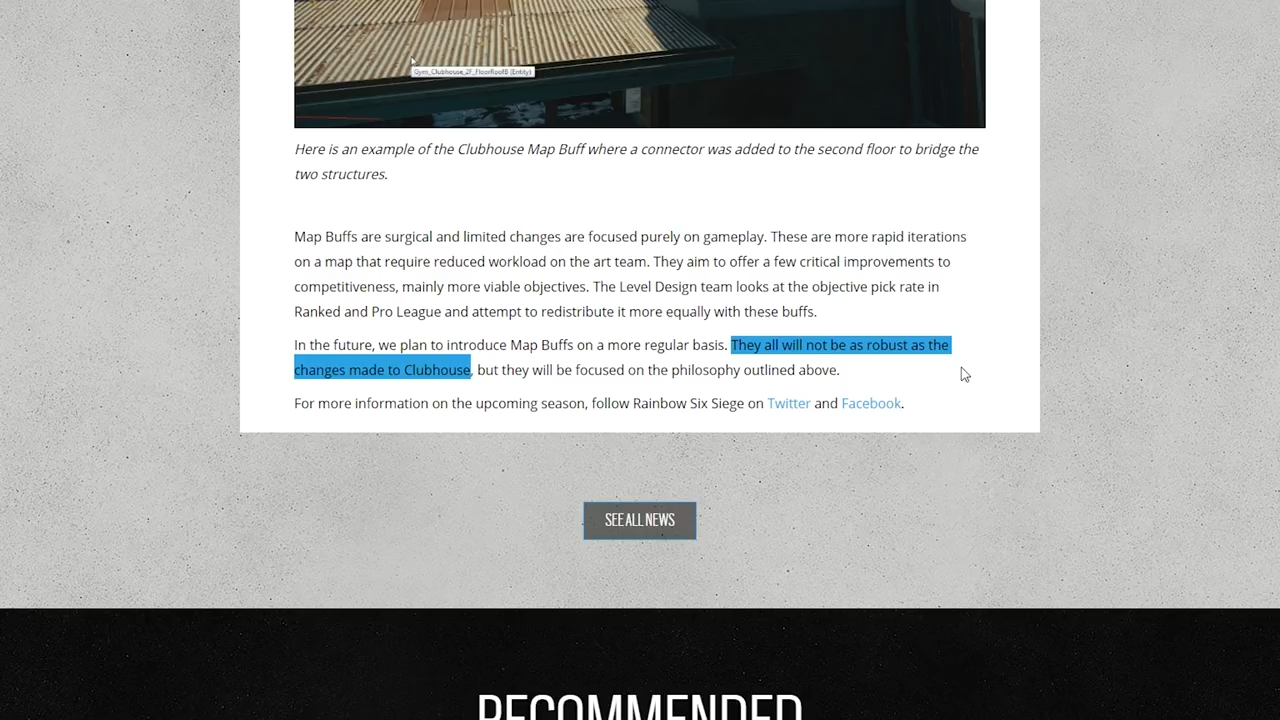 Gym_Clubhouse_2F_FloorRoofB (Entity)
Here is an example of the Clubhouse Map Buff where a connector was added to the second floor to bridge the
two structures.
Map Buffs are surgical and limited changes are focused purely on gameplay. These are more rapid iterations
on a map that require reduced workload on the art team. They aim to offer a few critical improvements to
competitiveness, mainly more viable objectives. The Level Design team looks at the objective pick rate in
Ranked and Pro League and attempt to redistribute it more equally with these buffs.
In the future, we plan to introduce Map Buffs on a more regular basis. They all will not be as robust as the
changes made to Clubhouse, but they will be focused on the philosophy outlined above.
For more information on the upcoming season, follow Rainbow Six Siege on Twitter and Facebook.
SEE ALL NEWS
RECOMMENDED